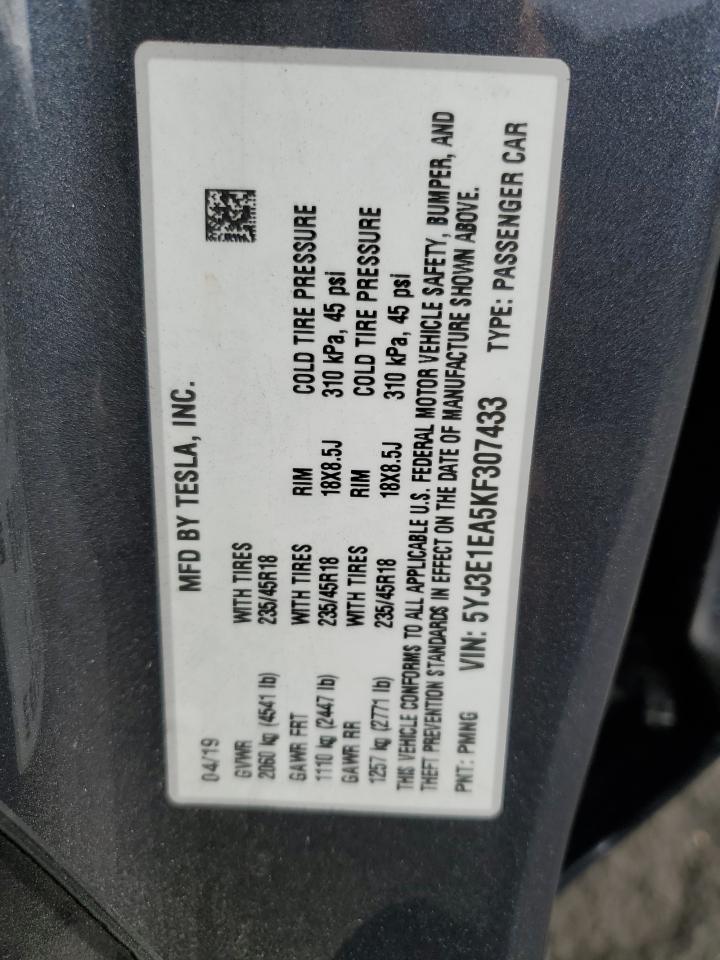 MFD BY TESLA, INC.
04/19
GVWR WITH TIRES
2060 kg (4541 lb) 235/45R18
GAWR FRT WITH TIRES RIM COLD TIRE PRESSURE
1110 kg (2447 lb) 235/45R18 18X8.5J 310 kPa, 45 psi
GAWR RR WITH TIRES RIM COLD TIRE PRESSURE
1257 kg (2771 lb) 235/45R18 18X8.5J 310 kPa, 45 psi
THIS VEHICLE CONFORMS TO ALL APPLICABLE U.S. FEDERAL MOTOR VEHICLE SAFETY, BUMPER, AND
THEFT PREVENTION STANDARDS IN EFFECT ON THE DATE OF MANUFACTURE SHOWN ABOVE.
PNT: PMNG VIN: 5YJ3E1EA5KF307433 TYPE: PASSENGER CAR